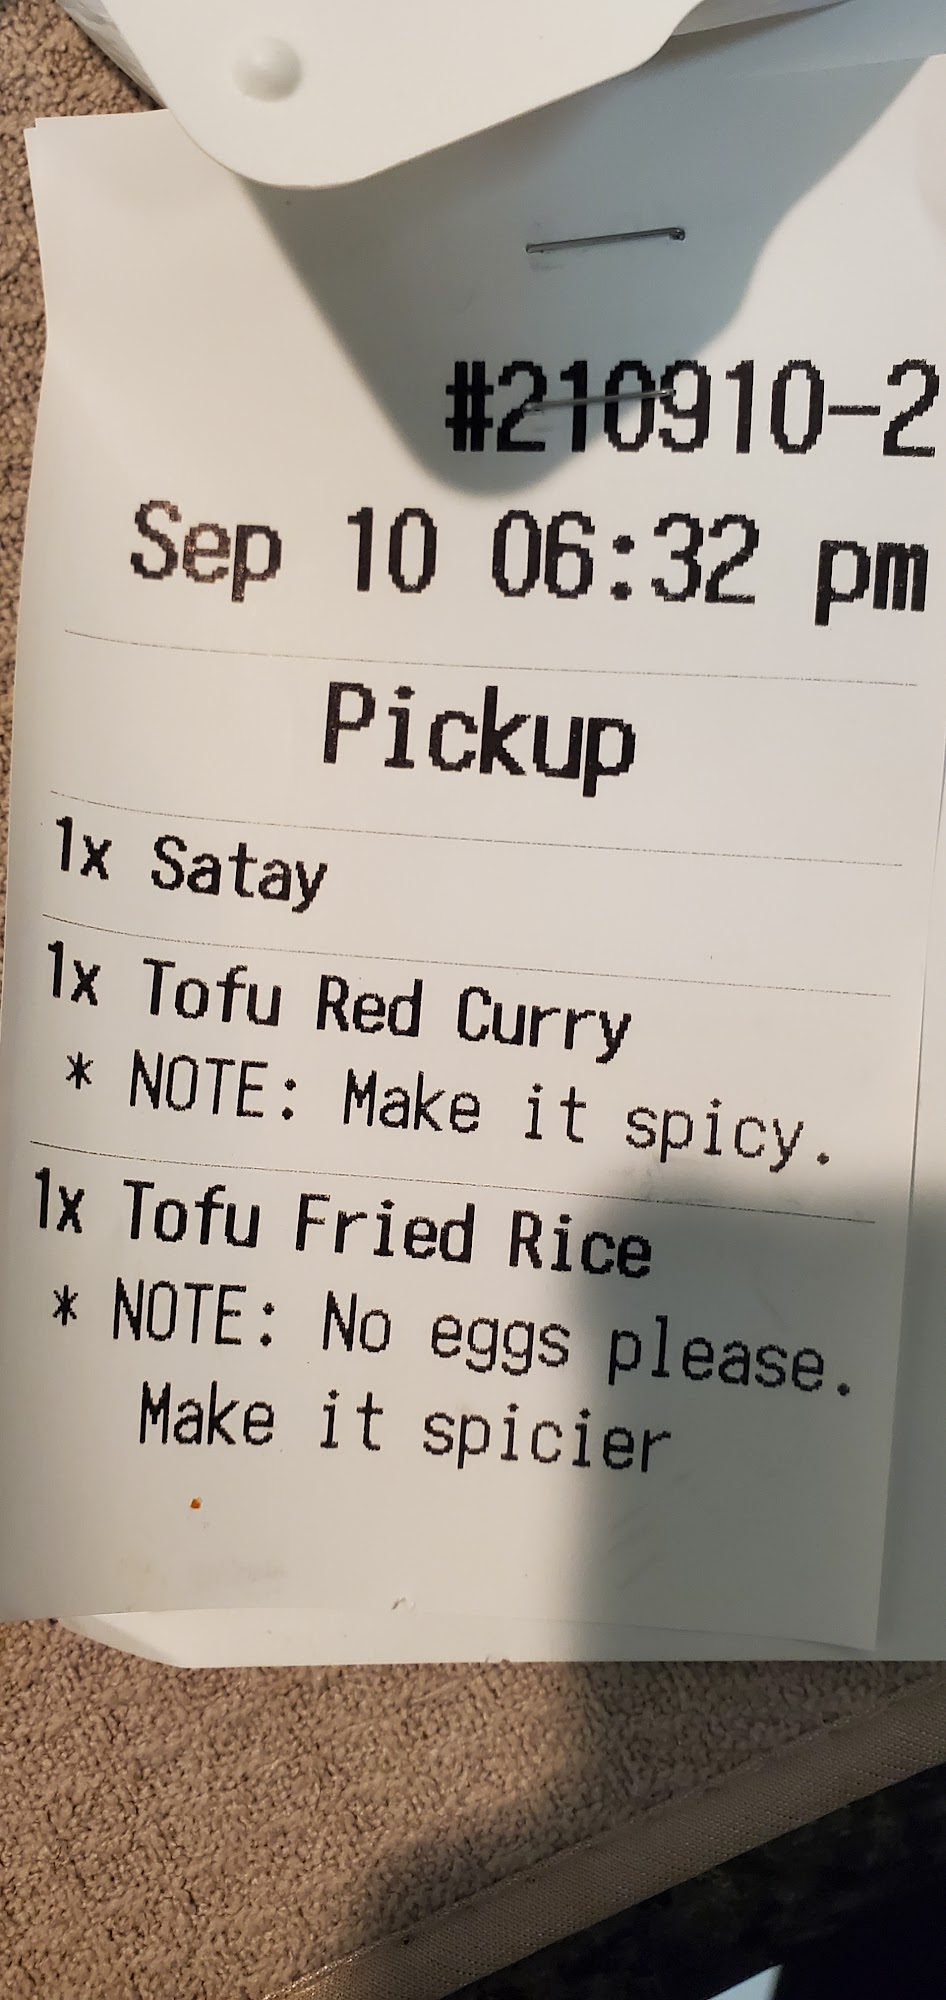 #210910-2
Sep 10 06:32 pm
Pickup
1x Satay
1x Tofu Red Curry
* NOTE: Make it spicy.
1x Tofu Fried Rice
* NOTE: No eggs please.
Make it spicier